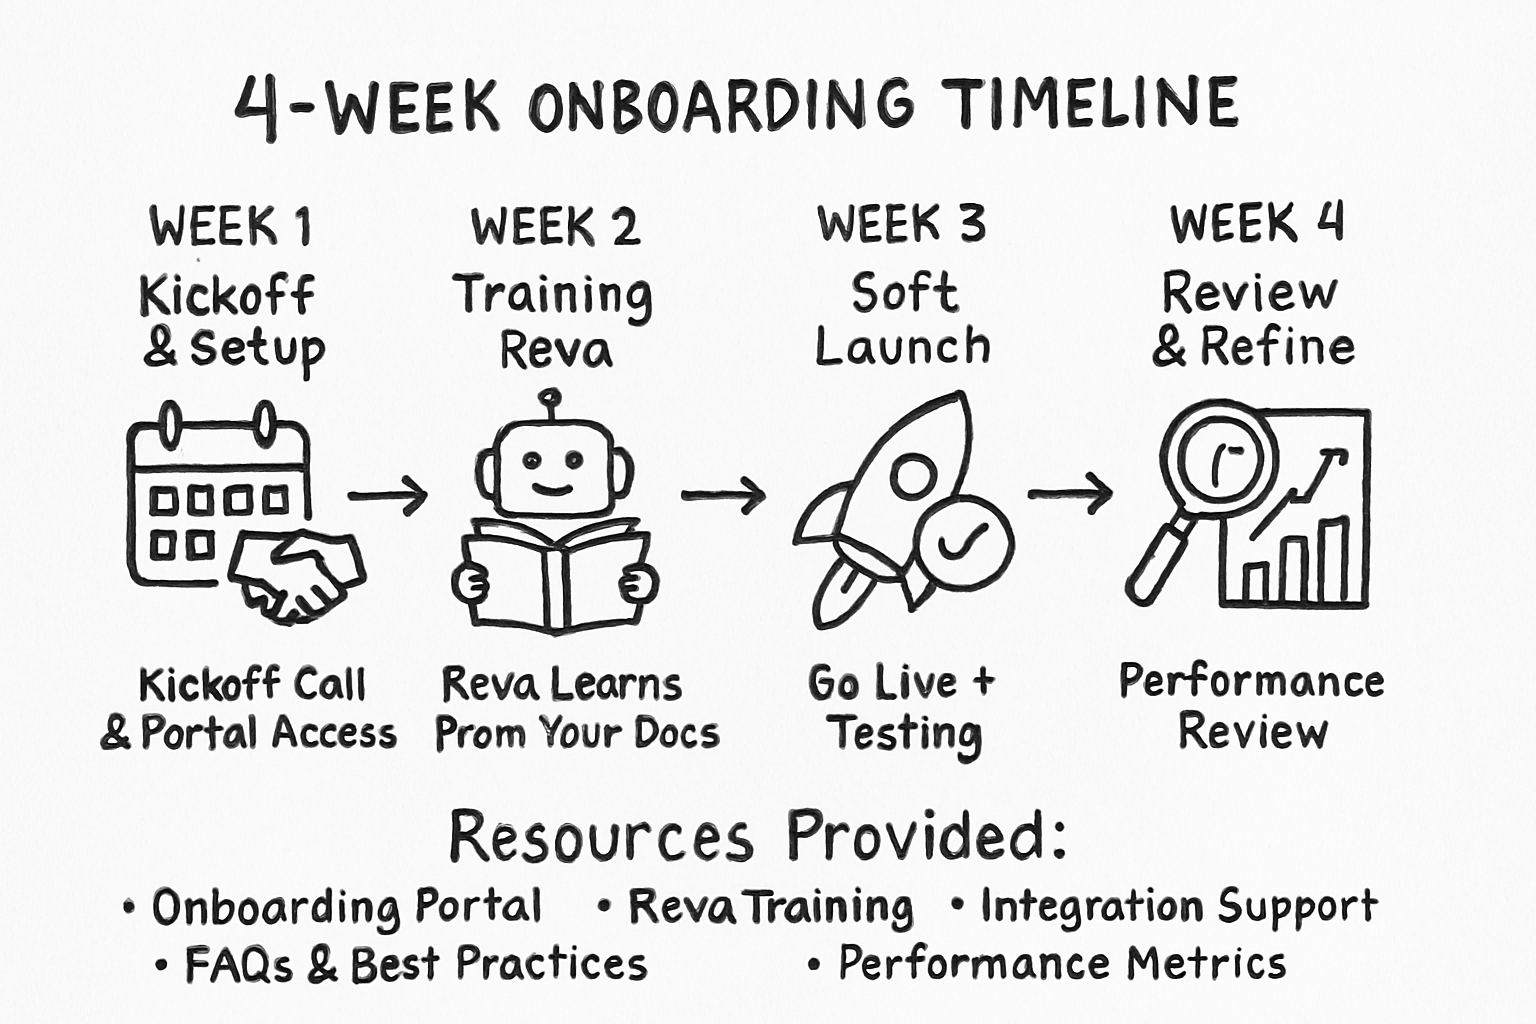 4-WEEK ONBOARDING TIMELINE
WEEK 1
Kickoff
& Setup
Kickoff Call
& Portal Access
WEEK 2
Training
Reva
Reva Learns
Prom Your Docs
WEEK 3
Soft
Launch
Go Live +
Testing
WEEK 4
Review
& Refine
Performance
Review
Resources Provided:
• Onboarding Portal • Reva Training • Integration Support
• FAQs & Best Practices • Performance Metrics